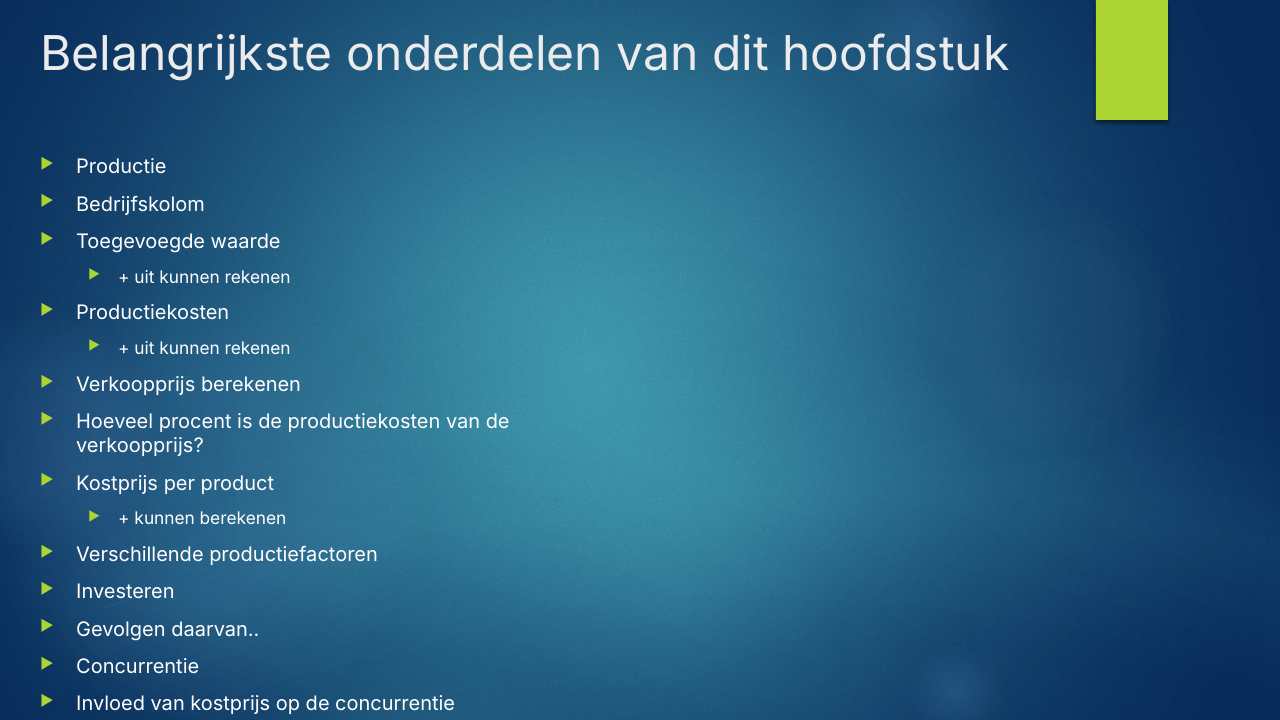 Belangrijkste onderdelen van dit hoofdstuk
Productie
Bedrijfskolom
Toegevoegde waarde
+ uit kunnen rekenen
Productiekosten
+ uit kunnen rekenen
Verkoopprijs berekenen
Hoeveel procent is de productiekosten van de
verkoopprijs?
Kostprijs per product
+ kunnen berekenen
Verschillende productiefactoren
Investeren
Gevolgen daarvan..
Concurrentie
Invloed van kostprijs op de concurrentie